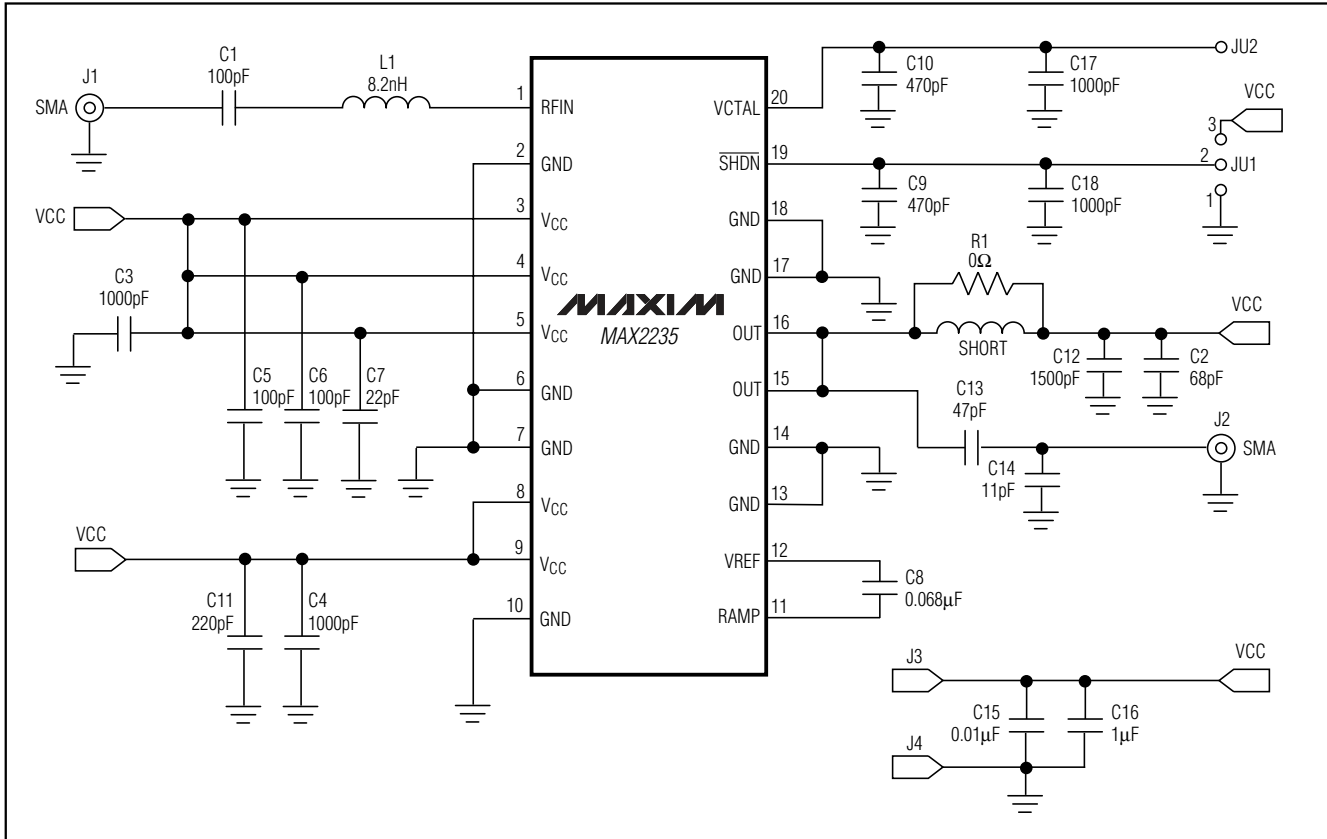 C1
100pF
L1
8.2nH
J1
SMA
1
RFIN
2
GND
VCC
3
VCC
4
VCC
C3
1000pF
5
VCC
C5
100pF
C6
100pF
C7
22pF
6
GND
7
GND
8
VCC
VCC
9
VCC
C11
220pF
C4
1000pF
10
GND
MAXIM
MAX2235
VCTAL
20
C10
470pF
C17
1000pF
JU2
VCC
3
SHDN
19
2
JU1
C9
470pF
C18
1000pF
1
GND
18
GND
17
R1
0Ω
SHORT
OUT
16
VCC
C12
1500pF
C2
68pF
OUT
15
C13
47pF
J2
SMA
C14
11pF
GND
14
GND
13
VREF
12
C8
0.068µF
RAMP
11
J3
VCC
C15
0.01µF
C16
1µF
J4